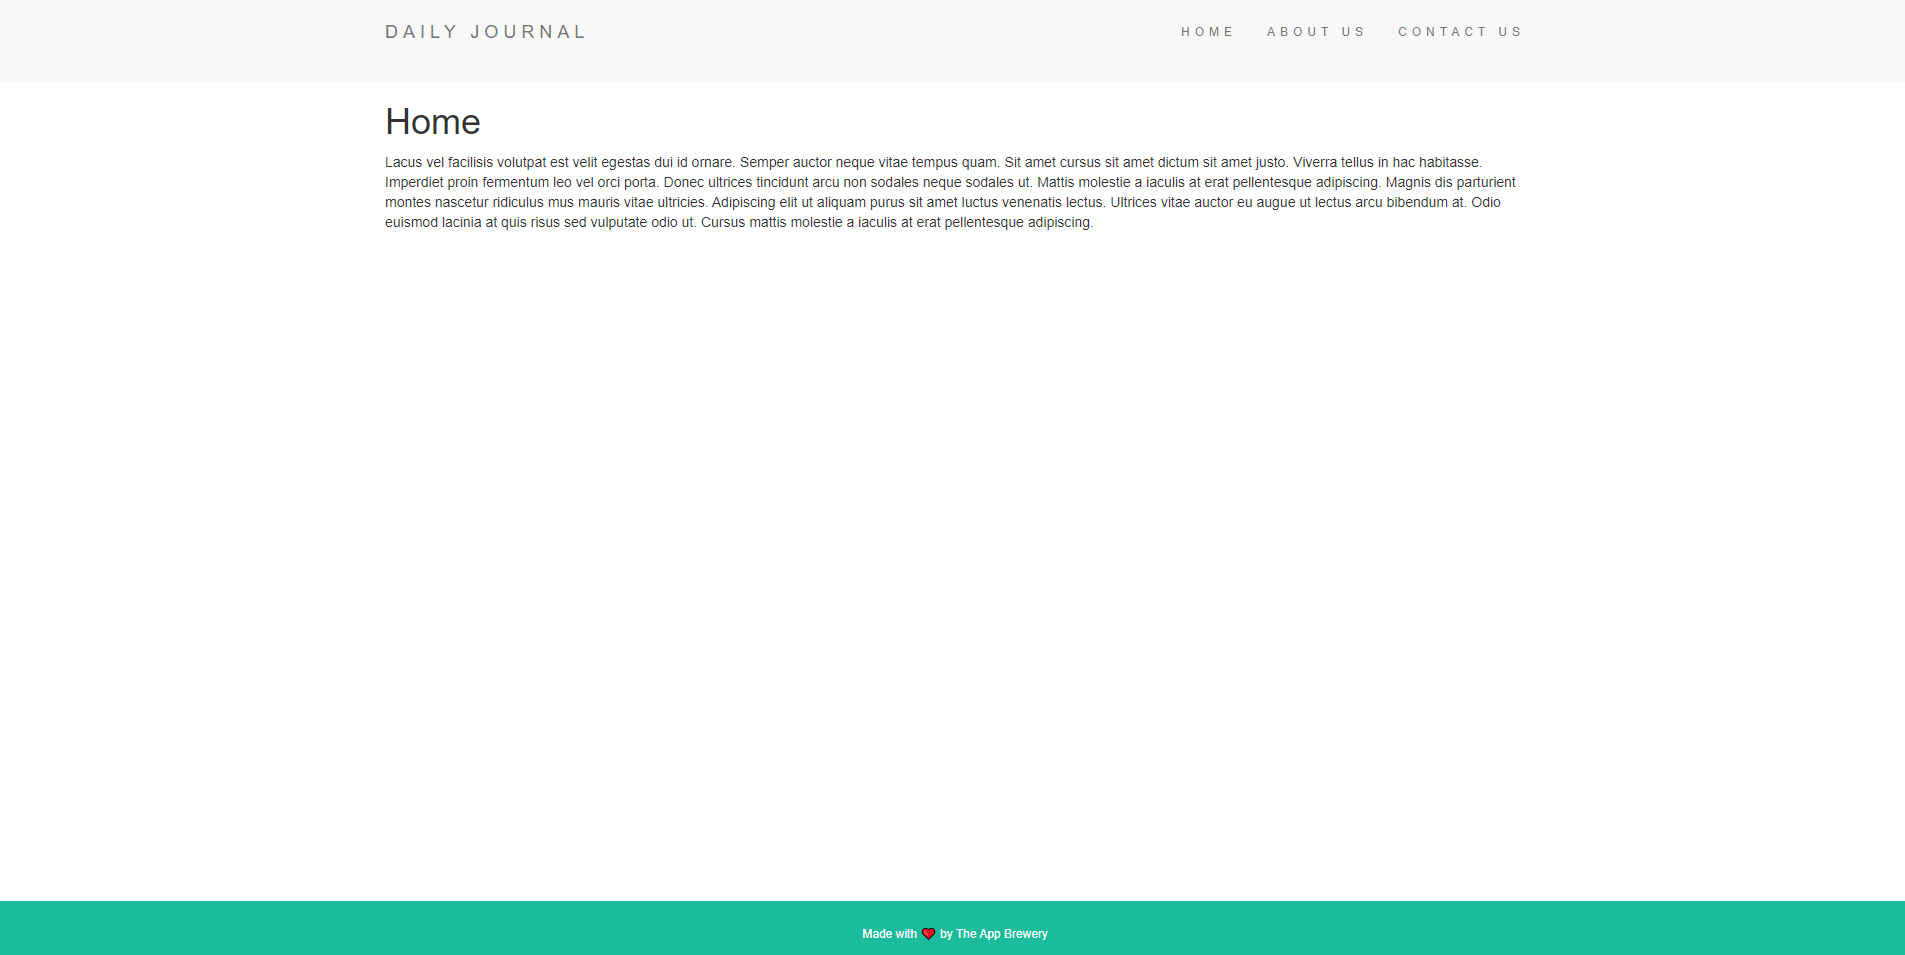 DAILY JOURNAL
HOME ABOUT US CONTACT US
Home
Lacus vel facilisis volutpat est velit egestas dui id ornare. Semper auctor neque vitae tempus quam. Sit amet cursus sit amet dictum sit amet justo. Viverra tellus in hac habitasse.
Imperdiet proin fermentum leo vel orci porta. Donec ultrices tincidunt arcu non sodales neque sodales ut. Mattis molestie a iaculis at erat pellentesque adipiscing. Magnis dis parturient
montes nascetur ridiculus mus mauris vitae ultricies. Adipiscing elit ut aliquam purus sit amet luctus venenatis lectus. Ultrices vitae auctor eu augue ut lectus arcu bibendum at. Odio
euismod lacinia at quis risus sed vulputate odio ut. Cursus mattis molestie a iaculis at erat pellentesque adipiscing.
Made with ❤️ by The App Brewery